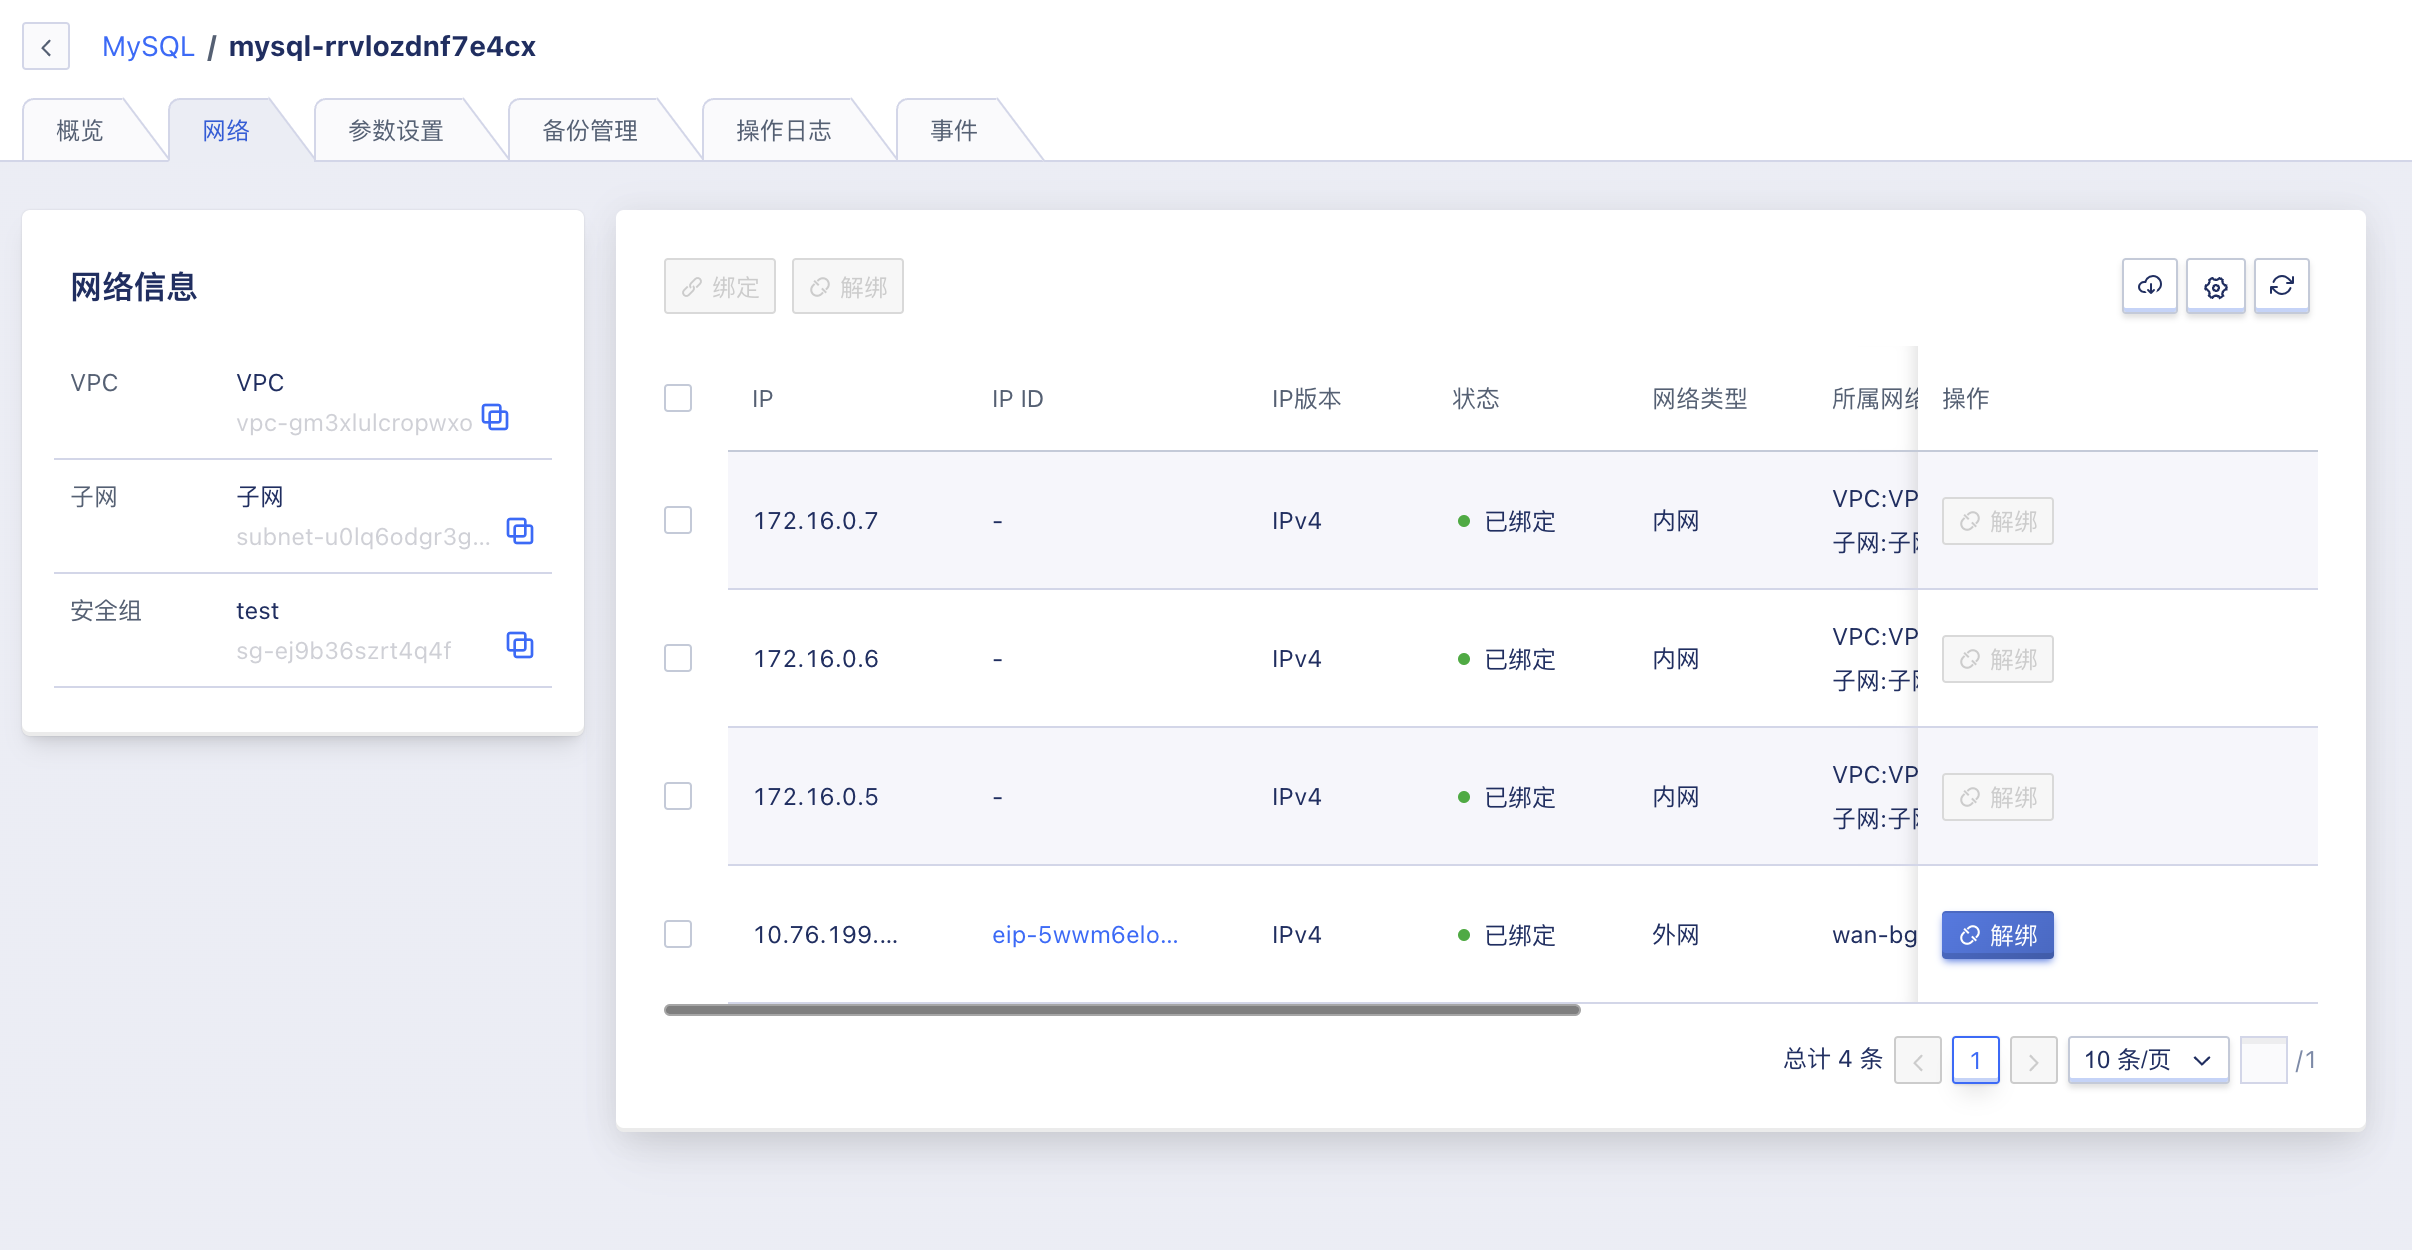 MySQL / mysql-rrvlozdnf7e4cx
概览 网络 参数设置 备份管理 操作日志 事件
网络信息
VPC VPC
vpc-gm3xlulcropwxo
子网 子网
subnet-u0lq6odgr3g...
安全组 test
sg-ej9b36szrt4q4f
绑定 解绑
IP IP ID IP版本 状态 网络类型 所属网络 操作
172.16.0.7 - IPv4 已绑定 内网 VPC:VP 子网:子网 解绑
172.16.0.6 - IPv4 已绑定 内网 VPC:VP 子网:子网 解绑
172.16.0.5 - IPv4 已绑定 内网 VPC:VP 子网:子网 解绑
10.76.199.... eip-5wwm6elo... IPv4 已绑定 外网 wan-bg 解绑
总计 4 条 1 10 条/页 /1